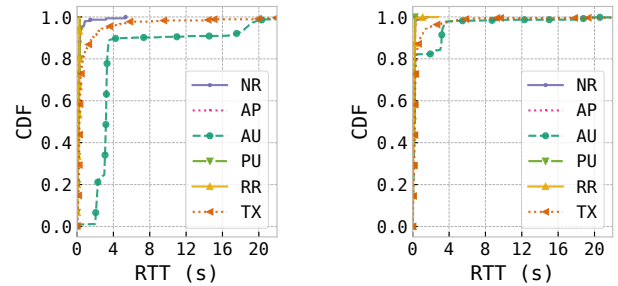 1.0
0.8
0.6
0.4
0.2
0.0
CDF
NR
AP
AU
PU
RR
TX
0 4 8 12 16 20
RTT (s)
1.0
0.8
0.6
0.4
0.2
0.0
CDF
NR
AP
AU
PU
RR
TX
0 4 8 12 16 20
RTT (s)